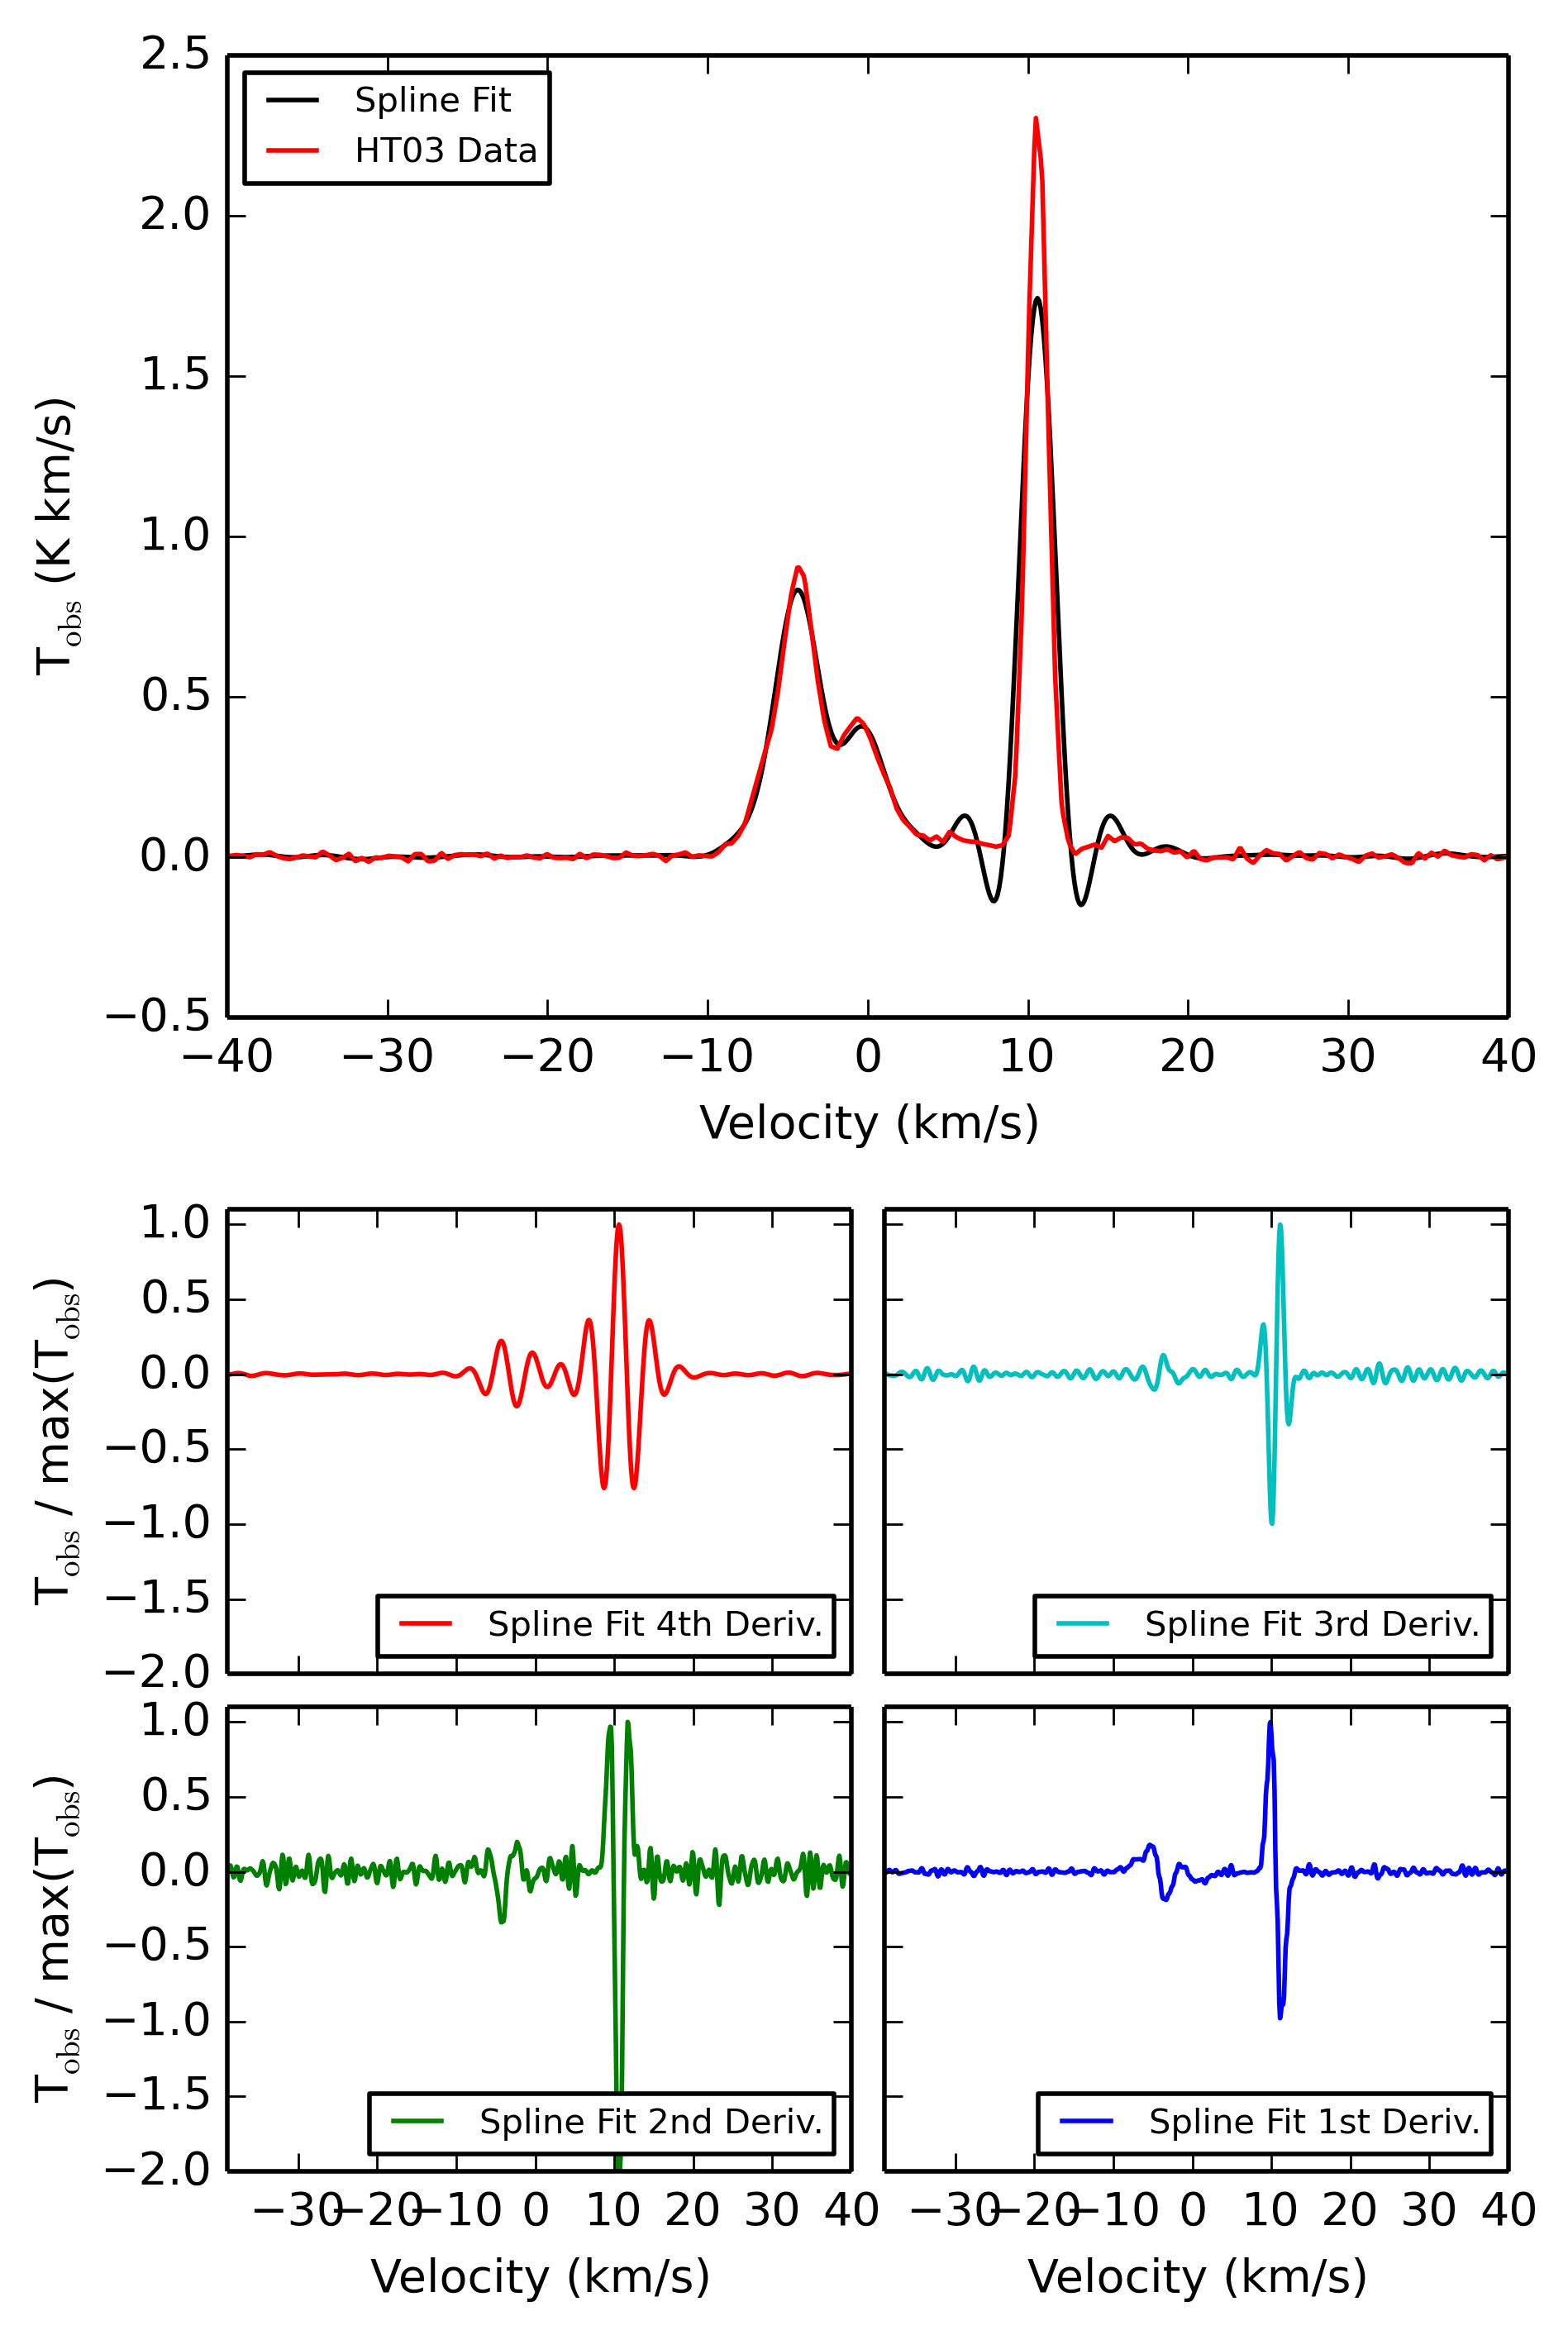 2.5
Spline Fit
HT03 Data
2.0
1.5
1.0
0.5
0.0
−0.5
T_obs (K km/s)
−40 −30 −20 −10 0 10 20 30 40
Velocity (km/s)
1.0
0.5
0.0
−0.5
−1.0
−1.5
−2.0
T_obs / max(T_obs)
Spline Fit 4th Deriv.
Spline Fit 3rd Deriv.
1.0
0.5
0.0
−0.5
−1.0
−1.5
−2.0
T_obs / max(T_obs)
Spline Fit 2nd Deriv.
Spline Fit 1st Deriv.
−30 −20 −10 0 10 20 30 40
−30 −20 −10 0 10 20 30 40
Velocity (km/s)
Velocity (km/s)